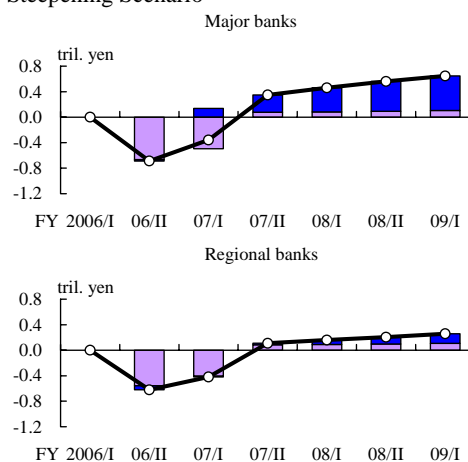 Steepening Scenario
Major banks
tril. yen
0.8
0.4
0.0
-0.4
-0.8
-1.2
FY 2006/I 06/II 07/I 07/II 08/I 08/II 09/I
Regional banks
tril. yen
0.8
0.4
0.0
-0.4
-0.8
-1.2
FY 2006/I 06/II 07/I 07/II 08/I 08/II 09/I